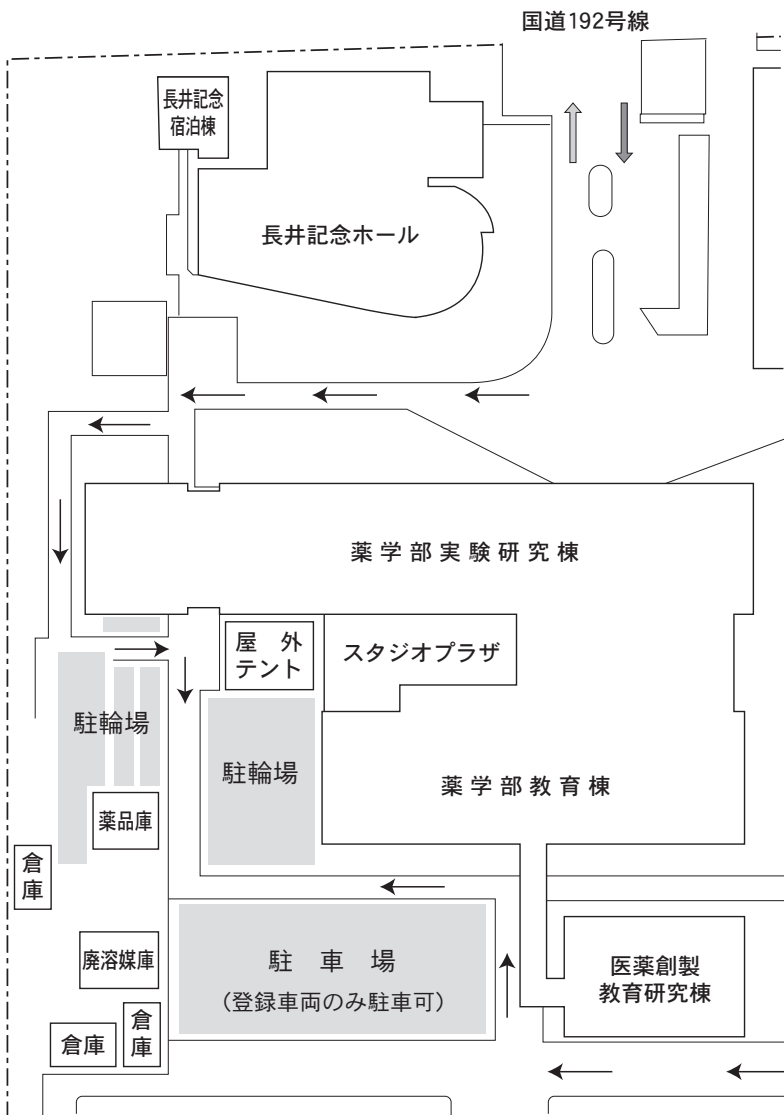 国道192号線
長井記念
宿泊棟
長井記念ホール
薬学部実験研究棟
屋 外
テント
スタジオプラザ
駐輪場
駐輪場
薬学部教育棟
薬品庫
倉
庫
廃溶媒庫
駐 車 場
(登録車両のみ駐車可)
医薬創製
教育研究棟
倉庫
倉
庫